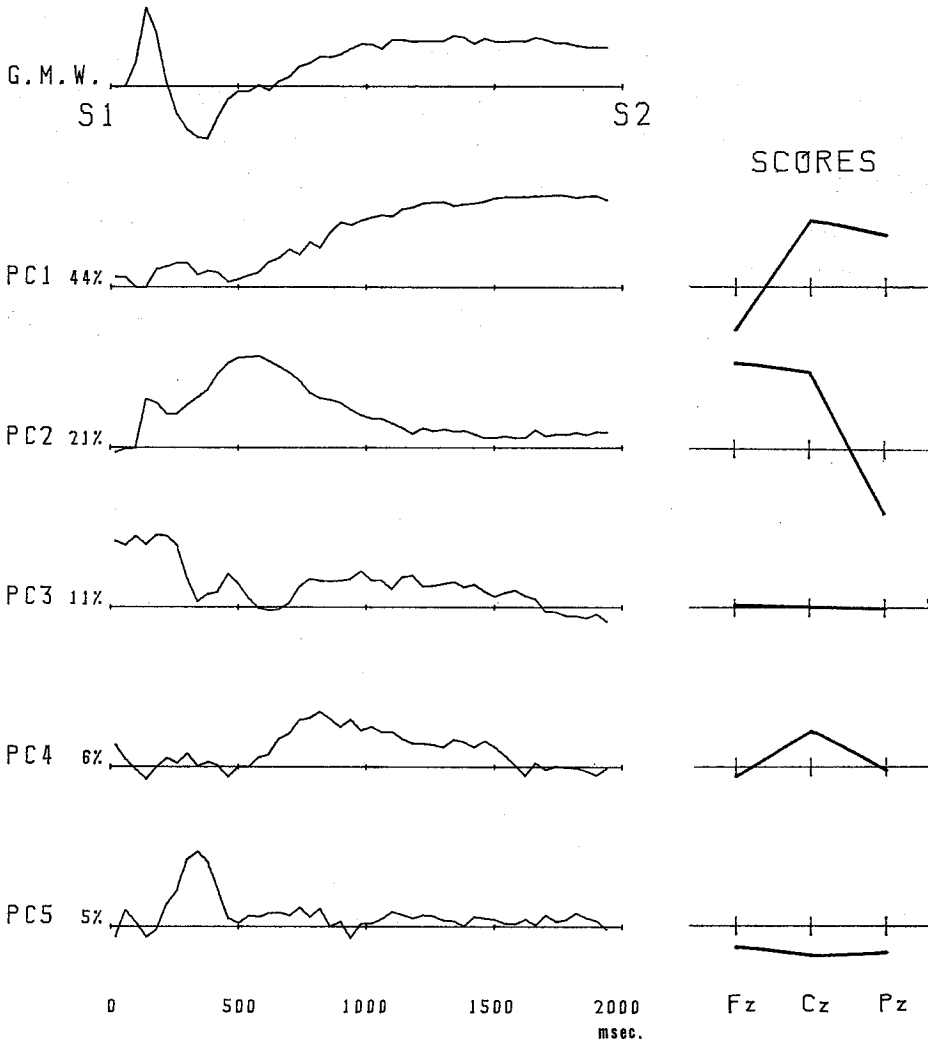 G.M.W.
S1 S2
SCORES
PC1 44%
PC2 21%
PC3 11%
PC4 6%
PC5 5%
0 500 1000 1500 2000 Fz Cz Pz
msec.